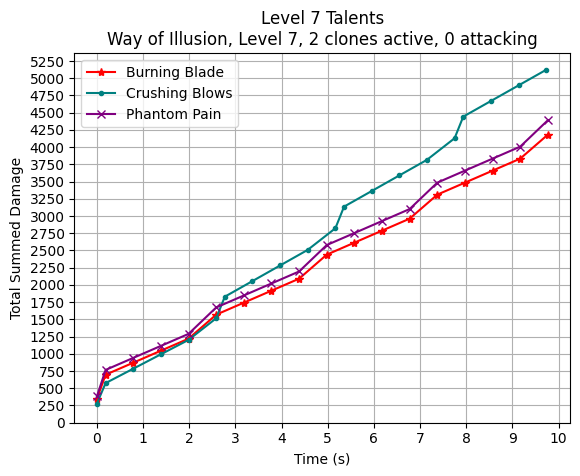 Level 7 Talents
Way of Illusion, Level 7, 2 clones active, 0 attacking
Burning Blade
Crushing Blows
Phantom Pain
Total Summed Damage
5250
5000
4750
4500
4250
4000
3750
3500
3250
3000
2750
2500
2250
2000
1750
1500
1250
1000
750
500
250
0
0 1 2 3 4 5 6 7 8 9 10
Time (s)